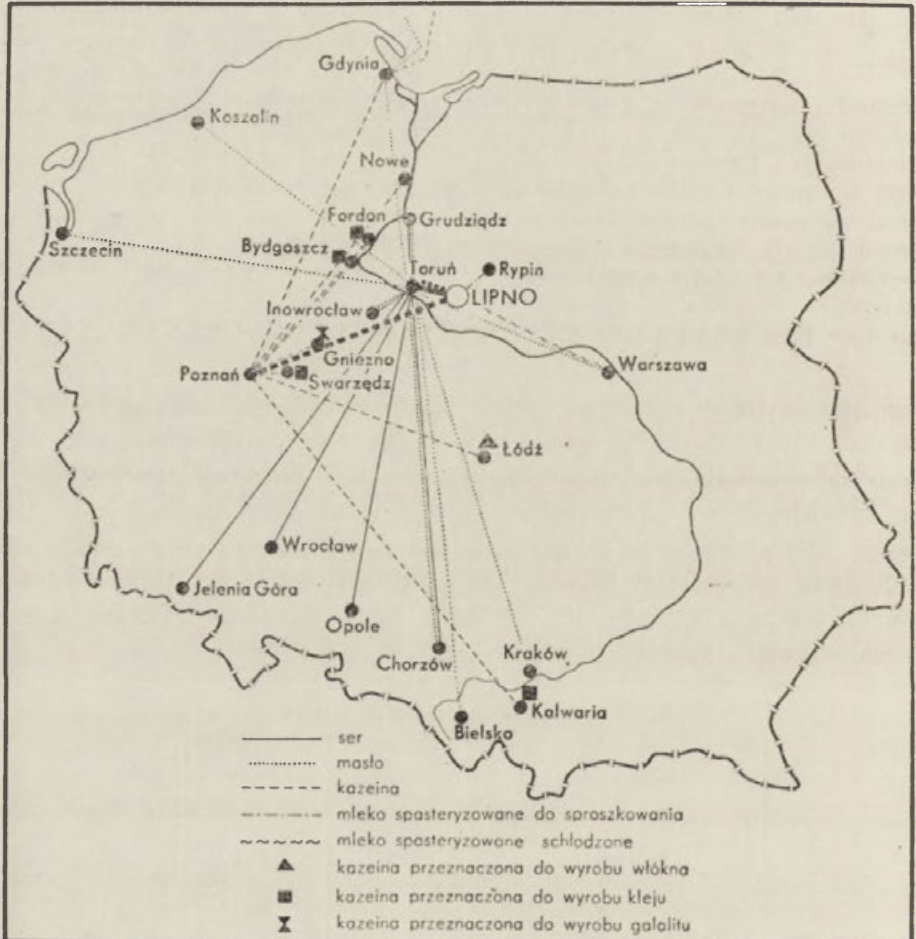 Gdynia
Koszalin
Nowe
Fordon
Grudziądz
Bydgoszcz
Szczecin
Toruń
Rypin
LIPNO
Inowrocław
Gniezno
Warszawa
Poznań
Swarzędz
Łódź
Wrocław
Jelenia Góra
Opole
Chorzów
Kraków
Kalwaria
Bielsko
ser
masło
kazeina
mleko spasteryzowane do sproszkowania
mleko spasteryzowane schłodzone
kazeina przeznaczona do wyrobu włókna
kazeina przeznaczona do wyrobu kleju
kazeina przeznaczona do wyrobu galalitu